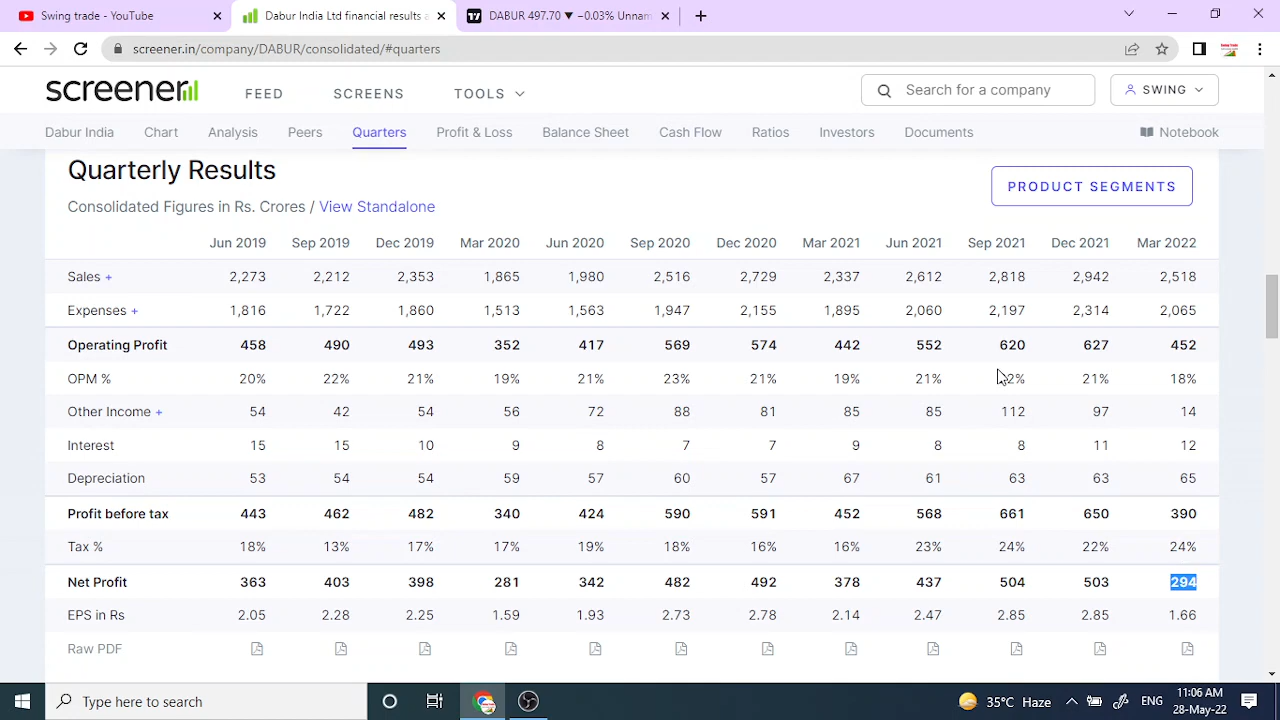 Swing trade - YouTube
Dabur India Ltd financial results a
DABUR 497.70 ▼ −0.03% Unnam
screener.in/company/DABUR/consolidated/#quarters
screener
FEED SCREENS TOOLS
Search for a company
SWING
Dabur India Chart Analysis Peers Quarters Profit & Loss Balance Sheet Cash Flow Ratios Investors Documents Notebook
Quarterly Results
PRODUCT SEGMENTS
Consolidated Figures in Rs. Crores / View Standalone
Jun 2019 Sep 2019 Dec 2019 Mar 2020 Jun 2020 Sep 2020 Dec 2020 Mar 2021 Jun 2021 Sep 2021 Dec 2021 Mar 2022
Sales + 2,273 2,212 2,353 1,865 1,980 2,516 2,729 2,337 2,612 2,818 2,942 2,518
Expenses + 1,816 1,722 1,860 1,513 1,563 1,947 2,155 1,895 2,060 2,197 2,314 2,065
Operating Profit 458 490 493 352 417 569 574 442 552 620 627 452
OPM % 20% 22% 21% 19% 21% 23% 21% 19% 21% 2% 21% 18%
Other Income + 54 42 54 56 72 88 81 85 85 112 97 14
Interest 15 15 10 9 8 7 7 9 8 8 11 12
Depreciation 53 54 54 59 57 60 57 67 61 63 63 65
Profit before tax 443 462 482 340 424 590 591 452 568 661 650 390
Tax % 18% 13% 17% 17% 19% 18% 16% 16% 23% 24% 22% 24%
Net Profit 363 403 398 281 342 482 492 378 437 504 503 294
EPS in Rs 2.05 2.28 2.25 1.59 1.93 2.73 2.78 2.14 2.47 2.85 2.85 1.66
Raw PDF
Type here to search
35°C Haze
ENG
11:06 AM
28-May-22